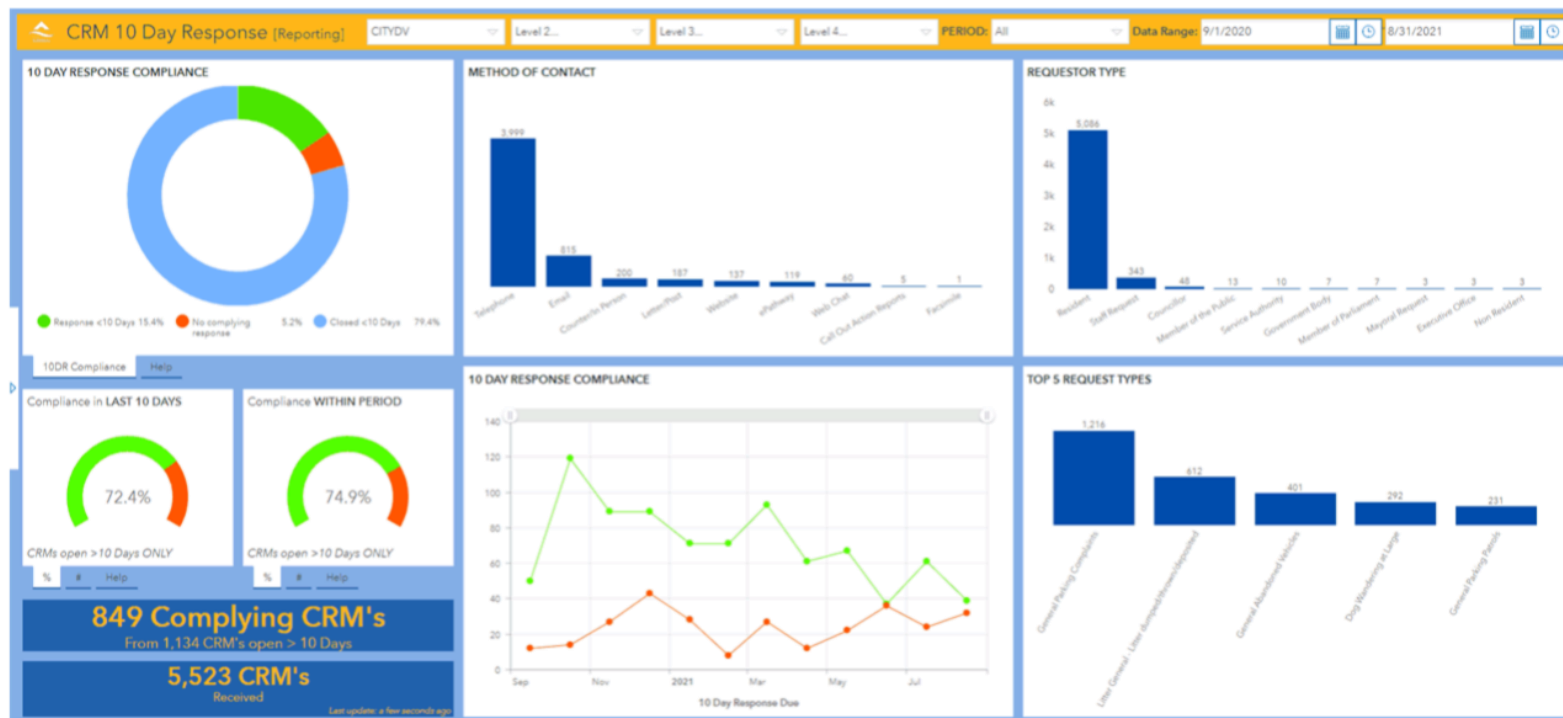 CRM 10 Day Response [Reporting]
CITYDV
Level 2...
Level 3...
Level 4...
PERIOD: All
Data Range: 9/1/2020
8/31/2021
10 DAY RESPONSE COMPLIANCE
Response <10 Days 15.4%
No complying response 5.2%
Closed <10 Days 79.4%
10DR Compliance
Help
METHOD OF CONTACT
3,999
815
200
187
137
119
60
5
1
Telephone
Email
Counter/In Person
Letter/Post
Website
ePathway
Web Chat
Call Out Action Reports
Facsimile
REQUESTOR TYPE
6k
5k
4k
3k
2k
1k
0
5,086
343
48
13
10
7
7
3
3
3
Resident
Staff Request
Councillor
Member of the Public
Service Authority
Government Body
Member of Parliament
Mayoral Request
Executive Office
Non Resident
Compliance in LAST 10 DAYS
72.4%
CRMs open >10 Days ONLY
%
#
Help
Compliance WITHIN PERIOD
74.9%
CRMs open >10 Days ONLY
%
#
Help
849 Complying CRM's
From 1,134 CRM's open > 10 Days
5,523 CRM's
Received
Last update: a few seconds ago
10 DAY RESPONSE COMPLIANCE
140
120
100
80
60
40
20
0
Sep
Nov
2021
Mar
May
Jul
10 Day Response Due
TOP 5 REQUEST TYPES
1,216
612
401
292
231
General Parking Complaints
Litter General - Litter dumped/thrown/deposited
General Abandoned Vehicles
Dog Wandering at Large
General Parking Patrols